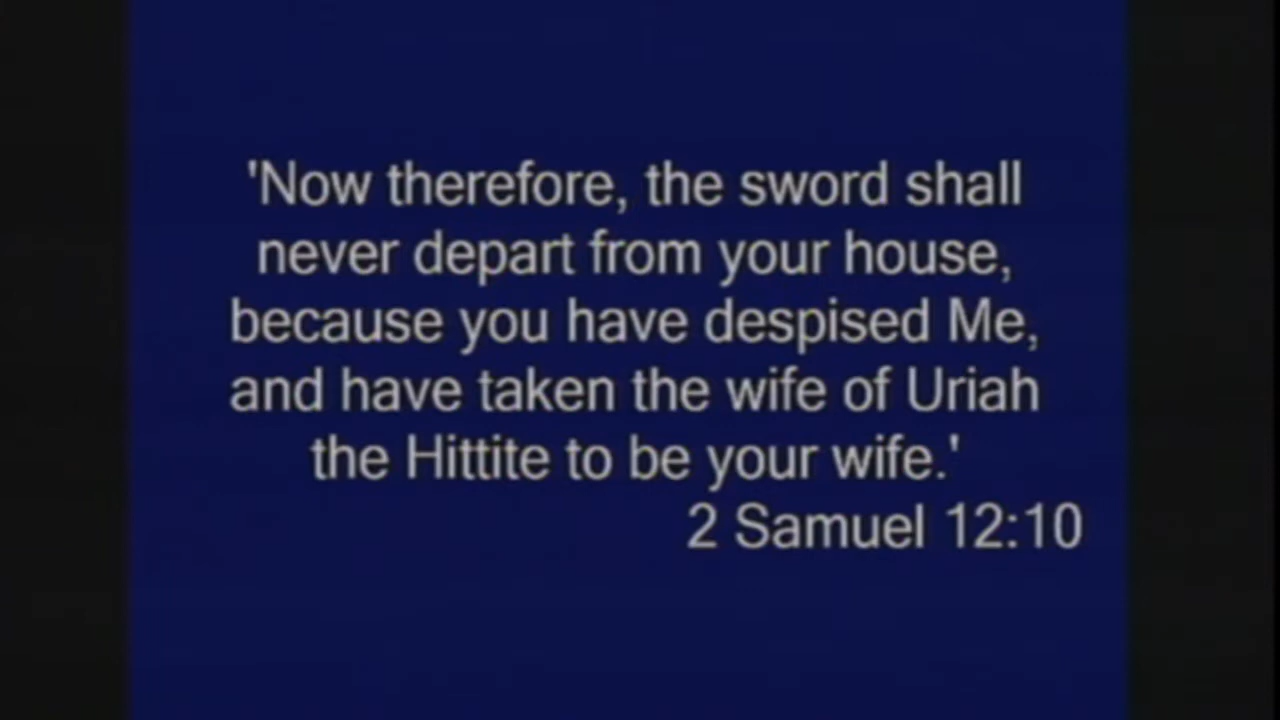 'Now therefore, the sword shall
never depart from your house,
because you have despised Me,
and have taken the wife of Uriah
the Hittite to be your wife.'
2 Samuel 12:10